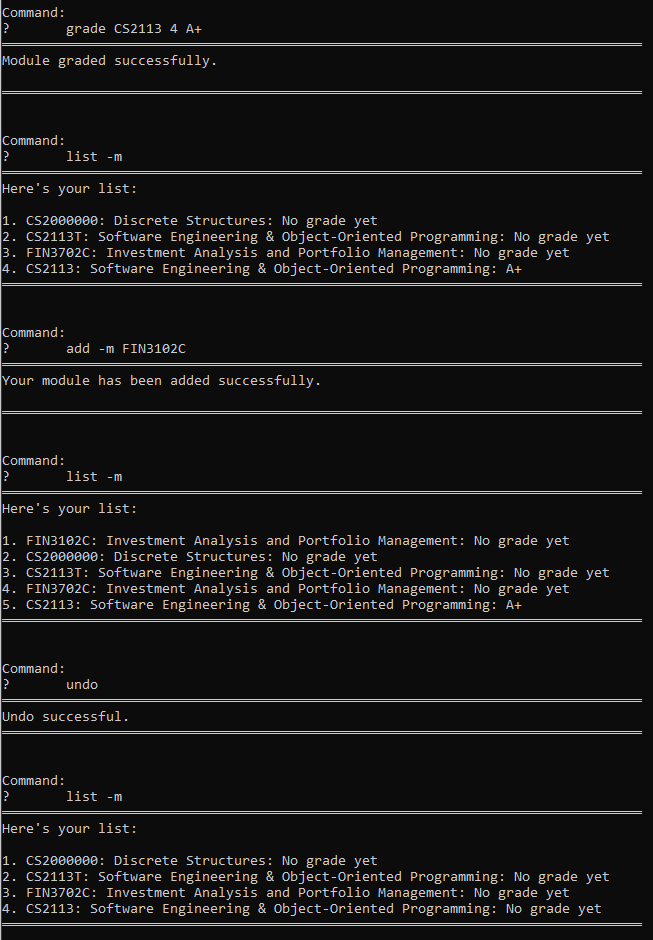 Command:
?       grade CS2113 4 A+
Module graded successfully.
Command:
?       list -m
Here's your list:
1. CS2000000: Discrete Structures: No grade yet
2. CS2113T: Software Engineering & Object-Oriented Programming: No grade yet
3. FIN3702C: Investment Analysis and Portfolio Management: No grade yet
4. CS2113: Software Engineering & Object-Oriented Programming: A+
Command:
?       add -m FIN3102C
Your module has been added successfully.
Command:
?       list -m
Here's your list:
1. FIN3102C: Investment Analysis and Portfolio Management: No grade yet
2. CS2000000: Discrete Structures: No grade yet
3. CS2113T: Software Engineering & Object-Oriented Programming: No grade yet
4. FIN3702C: Investment Analysis and Portfolio Management: No grade yet
5. CS2113: Software Engineering & Object-Oriented Programming: A+
Command:
?       undo
Undo successful.
Command:
?       list -m
Here's your list:
1. CS2000000: Discrete Structures: No grade yet
2. CS2113T: Software Engineering & Object-Oriented Programming: No grade yet
3. FIN3702C: Investment Analysis and Portfolio Management: No grade yet
4. CS2113: Software Engineering & Object-Oriented Programming: No grade yet